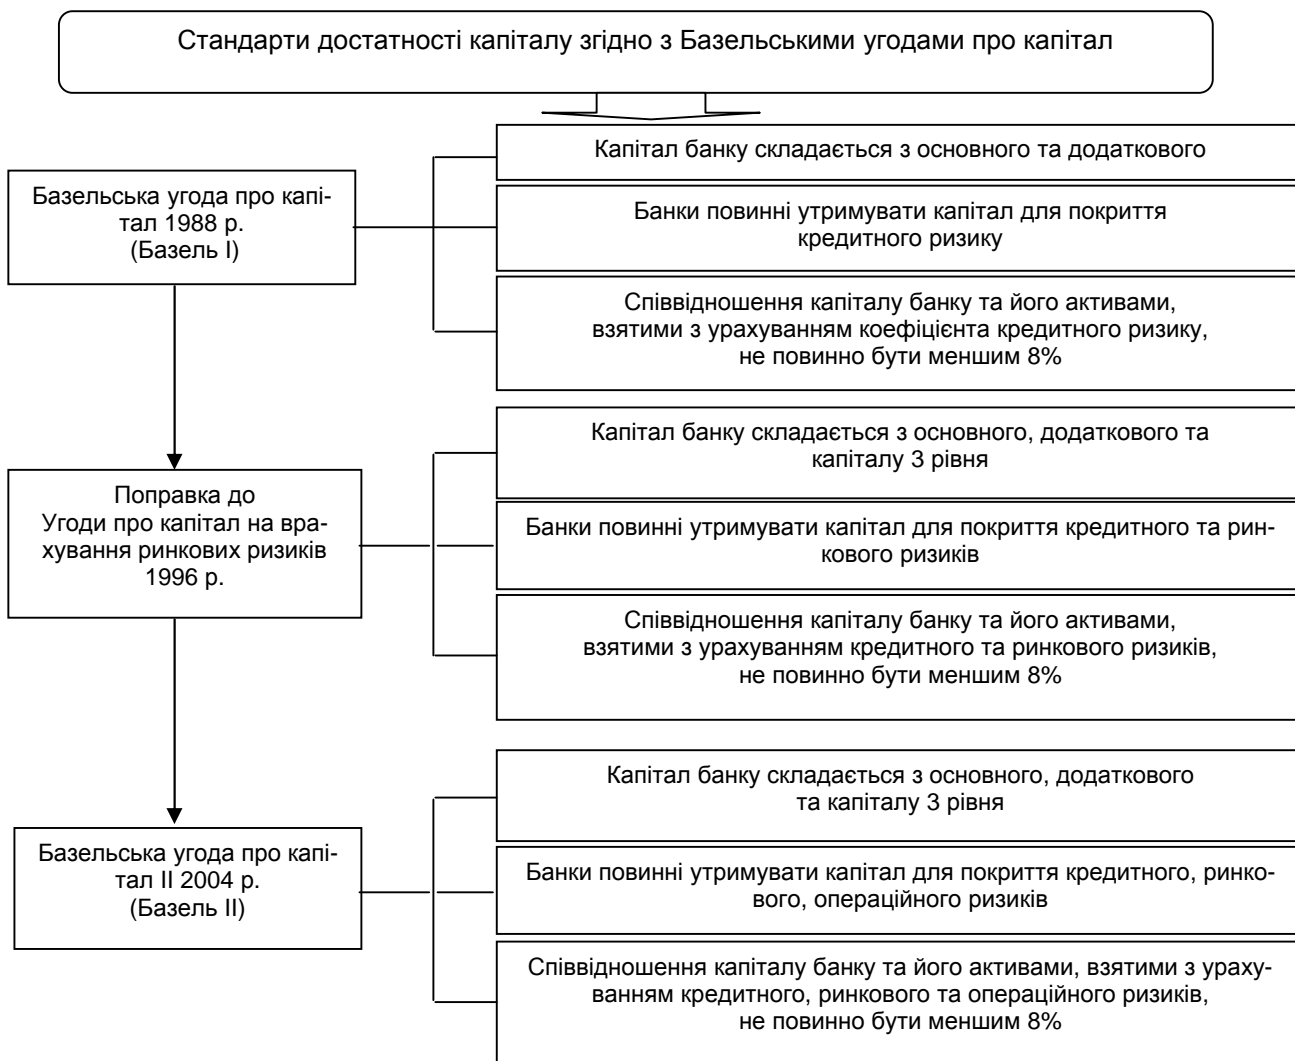 Стандарти достатності капіталу згідно з Базельськими угодами про капітал
Базельська угода про капі-
тал 1988 р.
(Базель I)
Капітал банку складається з основного та додаткового
Банки повинні утримувати капітал для покриття
кредитного ризику
Співвідношення капіталу банку та його активами,
взятими з урахуванням коефіцієнта кредитного ризику,
не повинно бути меншим 8%
Поправка до
Угоди про капітал на вра-
хування ринкових ризиків
1996 р.
Капітал банку складається з основного, додаткового та
капіталу 3 рівня
Банки повинні утримувати капітал для покриття кредитного та рин-
кового ризиків
Співвідношення капіталу банку та його активами,
взятими з урахуванням кредитного та ринкового ризиків,
не повинно бути меншим 8%
Базельська угода про капі-
тал II 2004 р.
(Базель II)
Капітал банку складається з основного, додаткового
та капіталу 3 рівня
Банки повинні утримувати капітал для покриття кредитного, ринко-
вого, операційного ризиків
Співвідношення капіталу банку та його активами, взятими з ураху-
ванням кредитного, ринкового та операційного ризиків,
не повинно бути меншим 8%